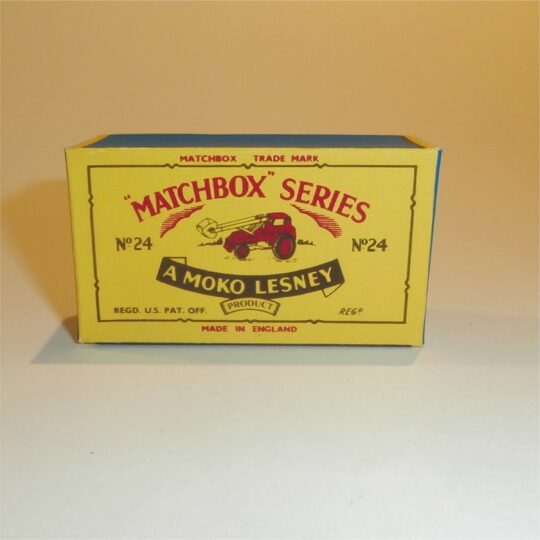 MATCHBOX TRADE MARK
"MATCHBOX" SERIES
Nº24 Nº24
A MOKO LESNEY
PRODUCT
REGD. U.S. PAT. OFF. REGD
MADE IN ENGLAND